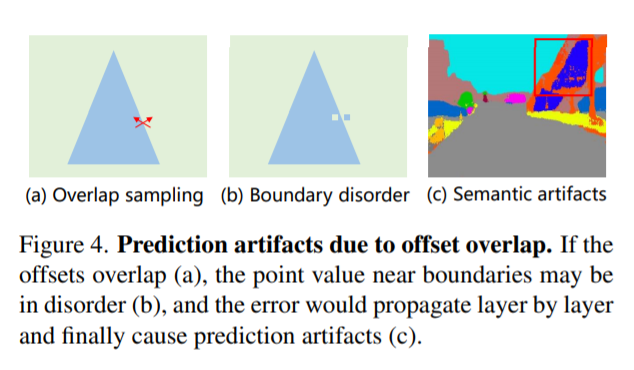 (a) Overlap sampling (b) Boundary disorder (c) Semantic artifacts
Figure 4. Prediction artifacts due to offset overlap. If the
offsets overlap (a), the point value near boundaries may be
in disorder (b), and the error would propagate layer by layer
and finally cause prediction artifacts (c).